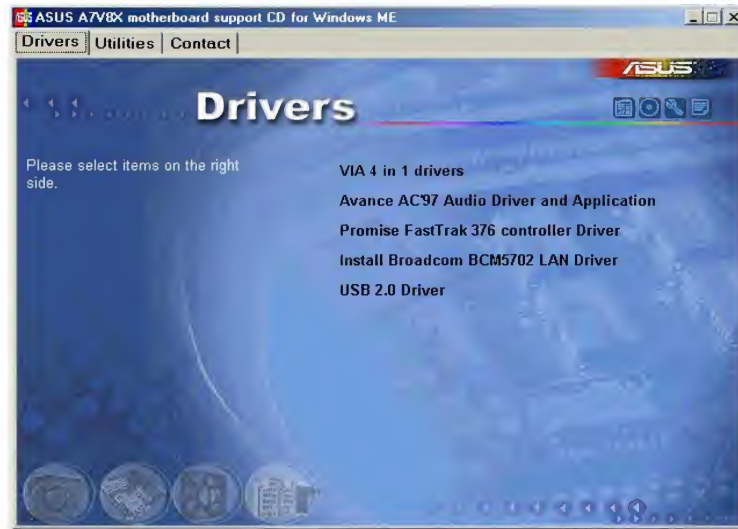 ASUS A7V8X motherboard support CD for Windows ME
Drivers Utilities Contact
ASUS
Drivers
Please select items on the right
side.
VIA 4 in 1 drivers
Avance AC'97 Audio Driver and Application
Promise FastTrak 376 controller Driver
Install Broadcom BCM5702 LAN Driver
USB 2.0 Driver